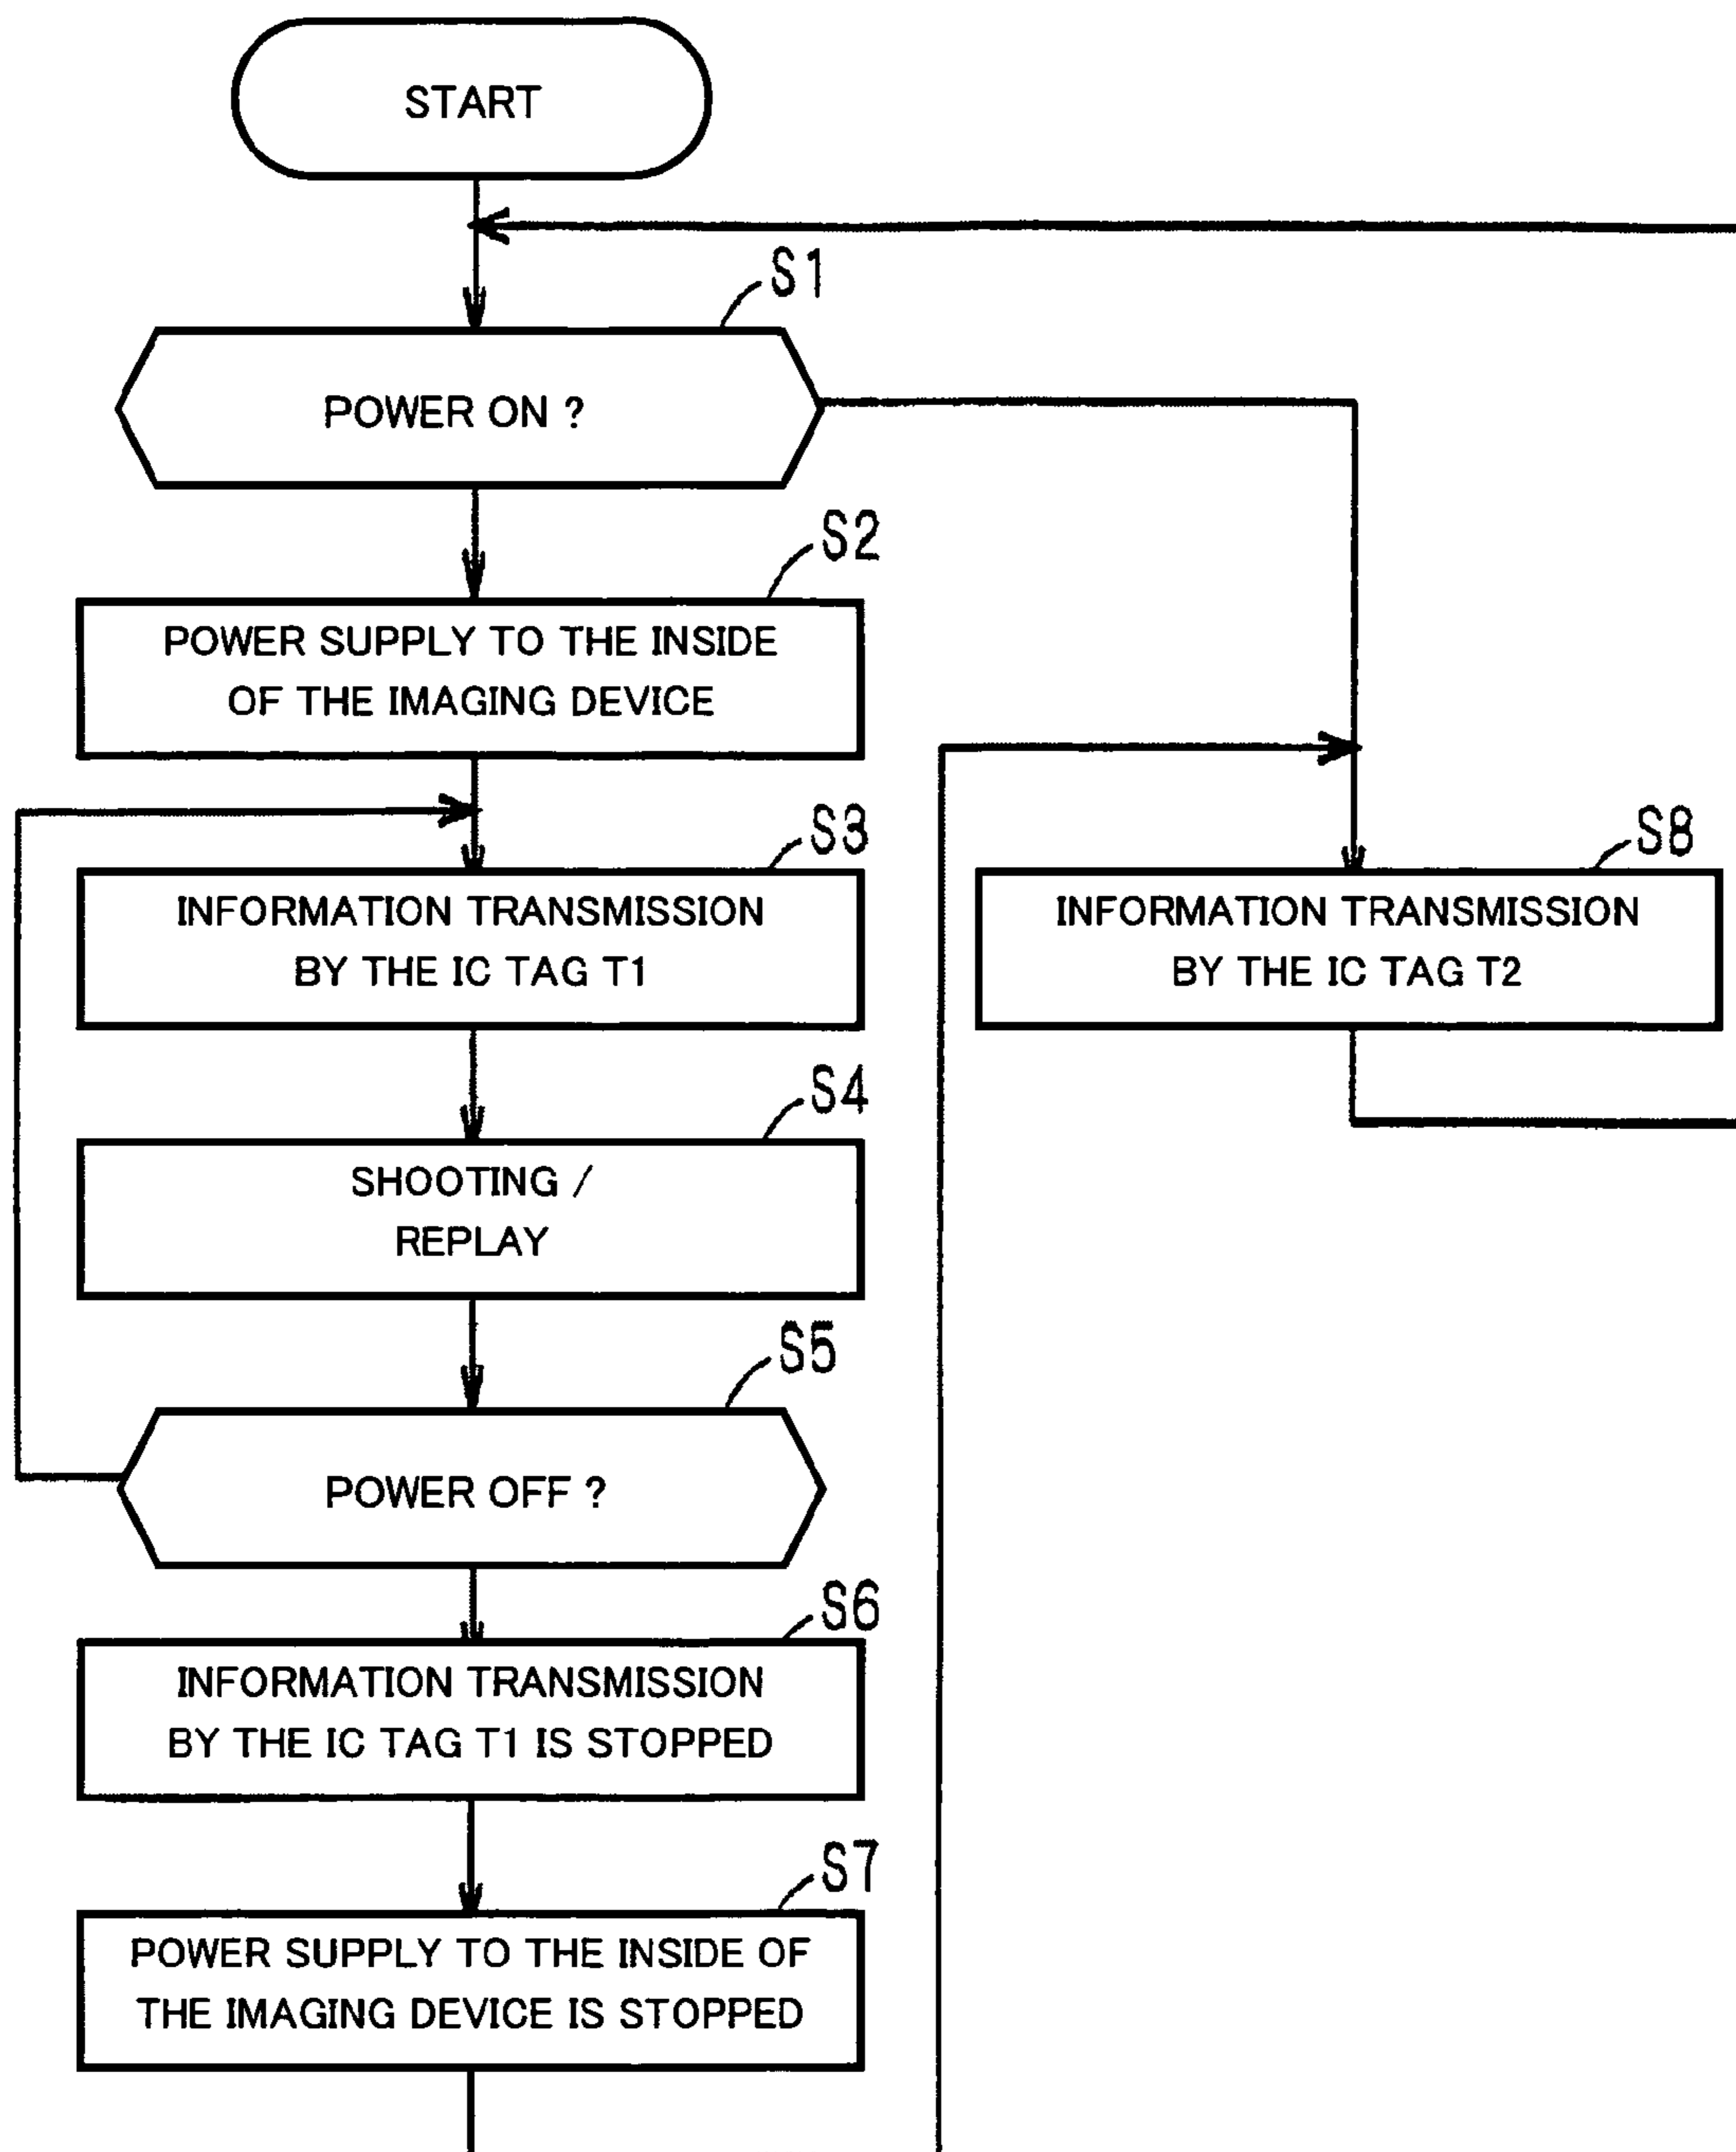 START
S1
POWER ON ?
S2
POWER SUPPLY TO THE INSIDE
OF THE IMAGING DEVICE
S3
INFORMATION TRANSMISSION
BY THE IC TAG T1
S8
INFORMATION TRANSMISSION
BY THE IC TAG T2
S4
SHOOTING /
REPLAY
S5
POWER OFF ?
S6
INFORMATION TRANSMISSION
BY THE IC TAG T1 IS STOPPED
S7
POWER SUPPLY TO THE INSIDE OF
THE IMAGING DEVICE IS STOPPED